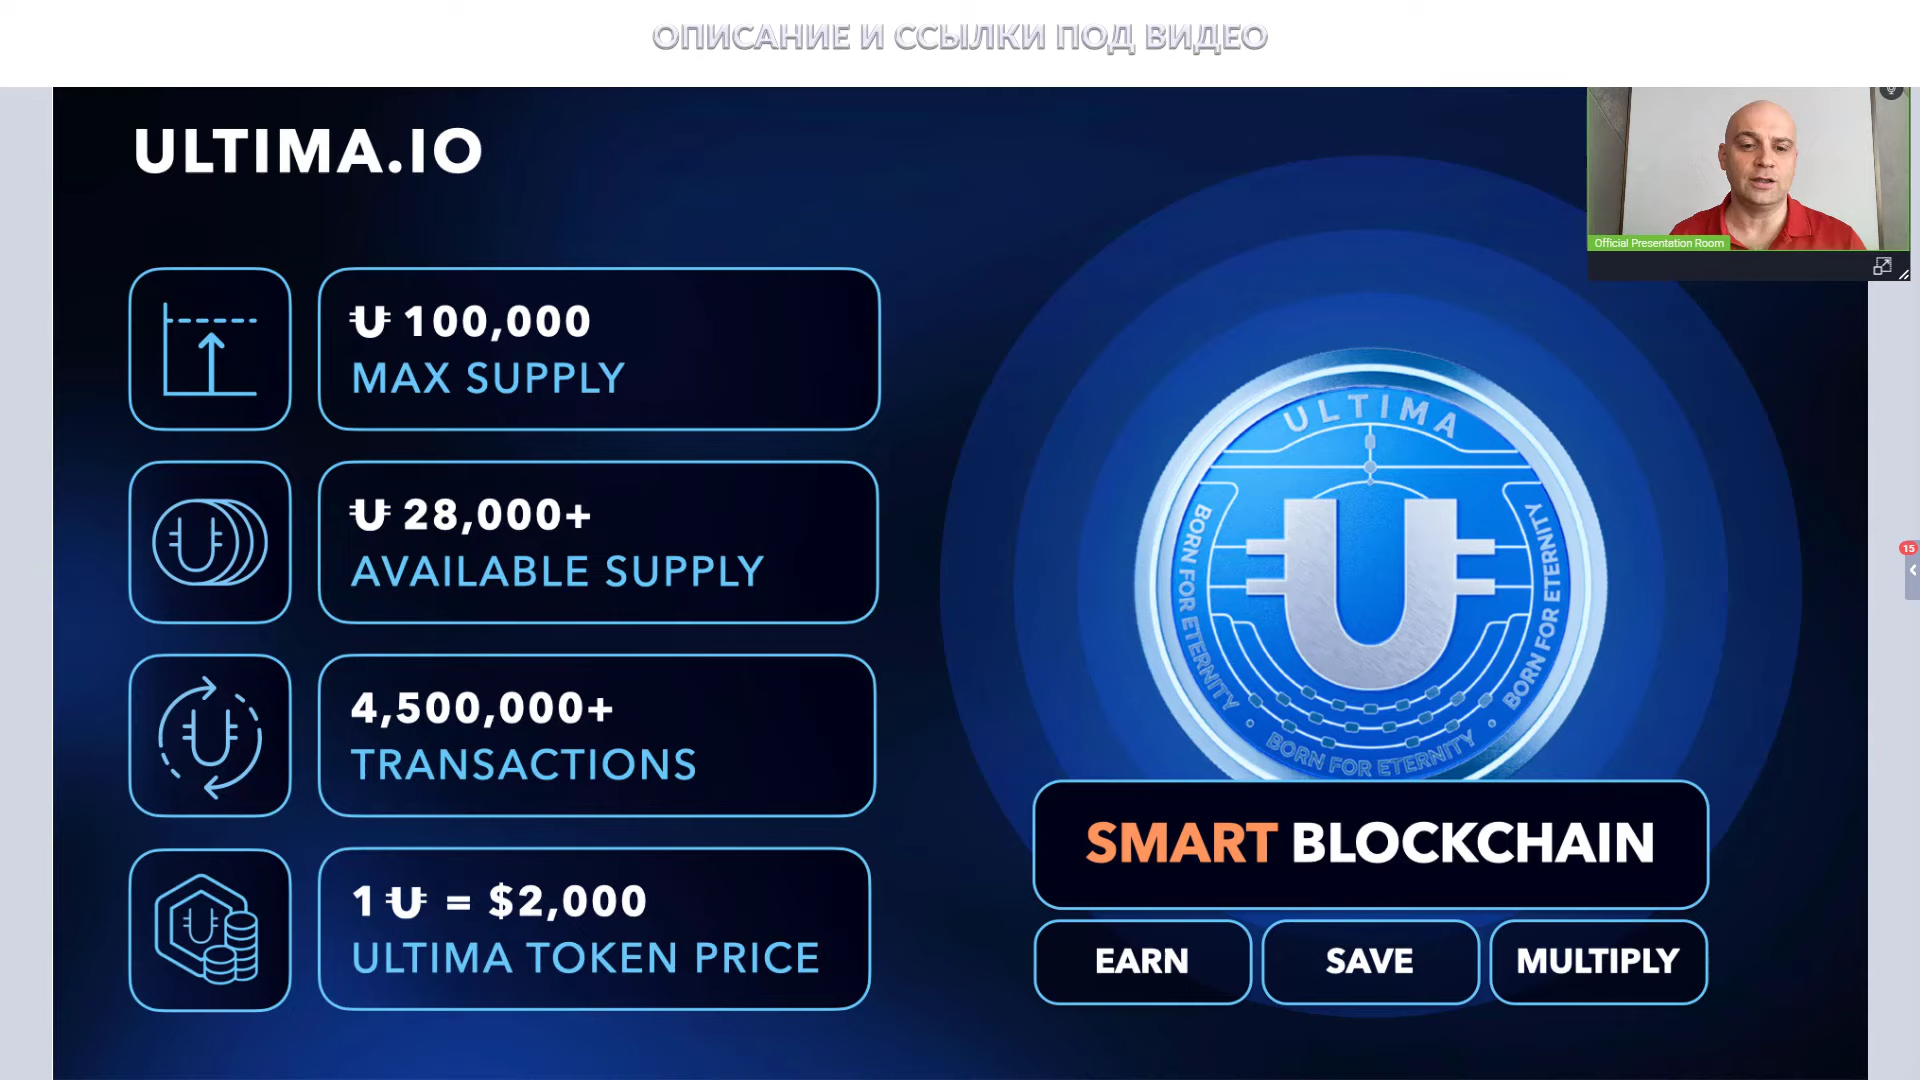 ОПИСАНИЕ И ССЫЛКИ ПОД ВИДЕО
ULTIMA.IO
Official Presentation Room
U 100,000
MAX SUPPLY
U 28,000+
AVAILABLE SUPPLY
4,500,000+
TRANSACTIONS
1 U = $2,000
ULTIMA TOKEN PRICE
ULTIMA
BORN FOR ETERNITY
BORN FOR ETERNITY
BORN FOR ETERNITY
U
SMART BLOCKCHAIN
EARN
SAVE
MULTIPLY
15